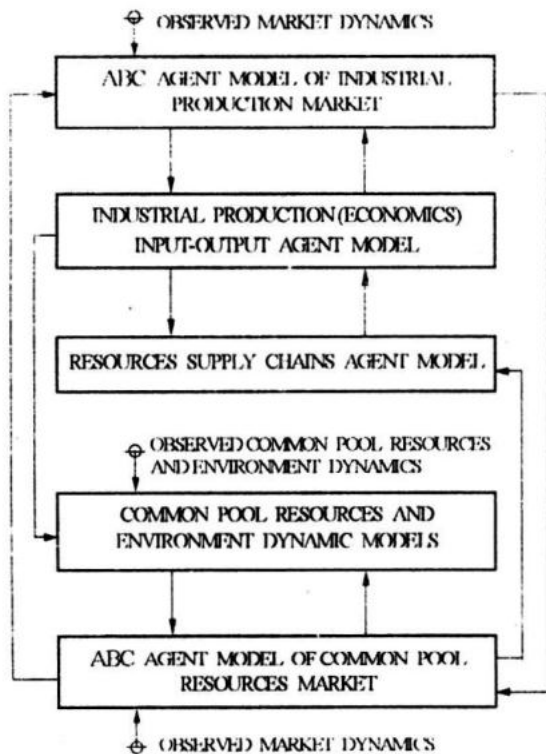 OBSERVED MARKET DYNAMICS
ABC AGENT MODEL OF INDUSTRIAL
PRODUCTION MARKET
INDUSTRIAL PRODUCTION (ECONOMICS)
INPUT-OUTPUT AGENT MODEL
RESOURCES SUPPLY CHAINS AGENT MODEL
OBSERVED COMMON POOL RESOURCES
AND ENVIRONMENT DYNAMICS
COMMON POOL RESOURCES AND
ENVIRONMENT DYNAMIC MODELS
ABC AGENT MODEL OF COMMON POOL
RESOURCES MARKET
OBSERVED MARKET DYNAMICS